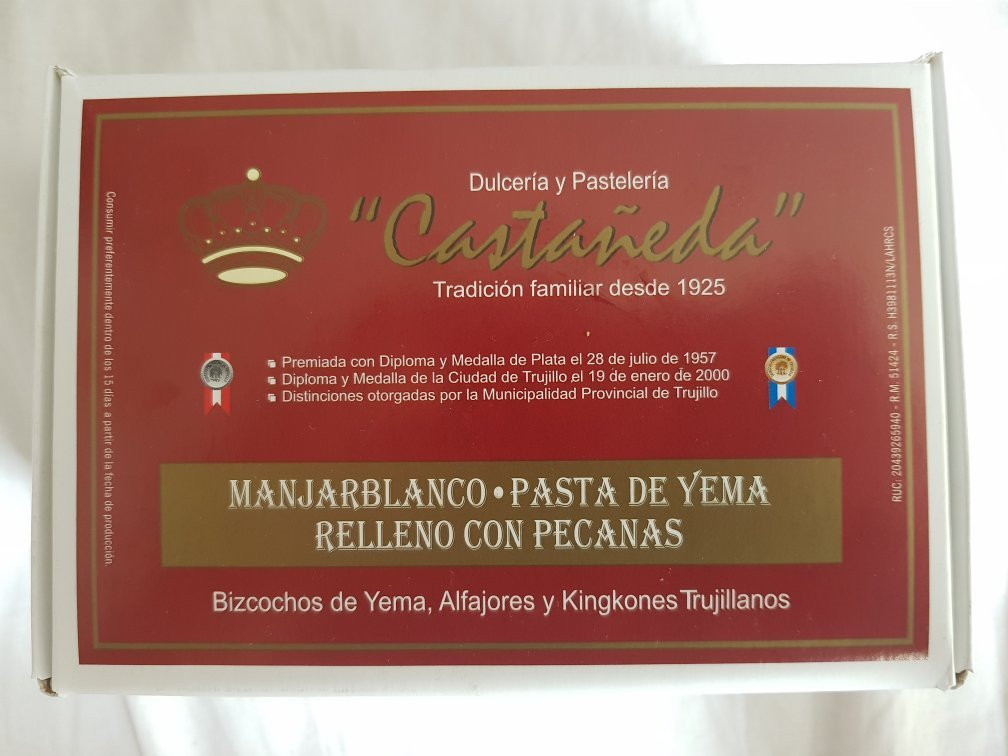 Dulcería y Pastelería
"Castañeda"
Tradición familiar desde 1925
Premiada con Diploma y Medalla de Plata el 28 de julio de 1957
Diploma y Medalla de la Ciudad de Trujillo el 19 de enero de 2000
Distinciones otorgadas por la Municipalidad Provincial de Trujillo
MANJARBLANCO • PASTA DE YEMA
RELLENO CON PECANAS
Bizcochos de Yema, Alfajores y Kingkones Trujillanos
Consumir preferentemente dentro de los 15 días a partir de la fecha de producción.
RUC: 20439265940 - R.M. 51424 - R.S. H3981113N/LAHRCS